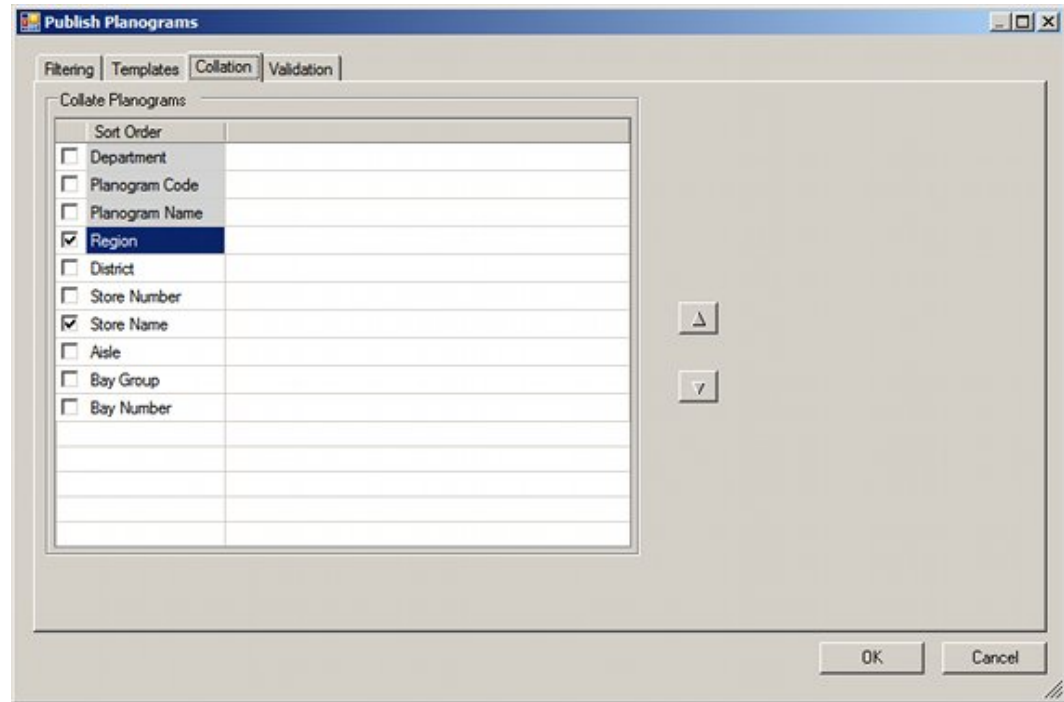 Publish Planograms
Filtering Templates Collation Validation
Collate Planograms
Sort Order
Department
Planogram Code
Planogram Name
Region
District
Store Number
Store Name
Aisle
Bay Group
Bay Number
OK Cancel